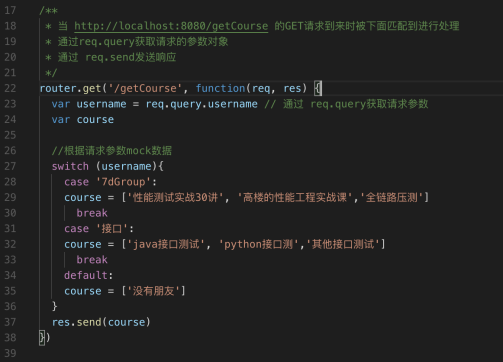 17 /**
18  * 当 http://localhost:8080/getCourse 的GET请求到来时被下面匹配到进行处理
19  * 通过req.query获取请求的参数对象
20  * 通过 req.send发送响应
21  */
22 router.get('/getCourse', function(req, res) {
23   var username = req.query.username // 通过 req.query获取请求参数
24   var course
25
26   //根据请求参数mock数据
27   switch (username){
28     case '7dGroup':
29     course = ['性能测试实战30讲', '高楼的性能工程实战课','全链路压测']
30       break
31     case '接口':
32     course = ['java接口测试', 'python接口测','其他接口测试']
33       break
34     default:
35     course = ['没有朋友']
36   }
37   res.send(course)
38 })
39